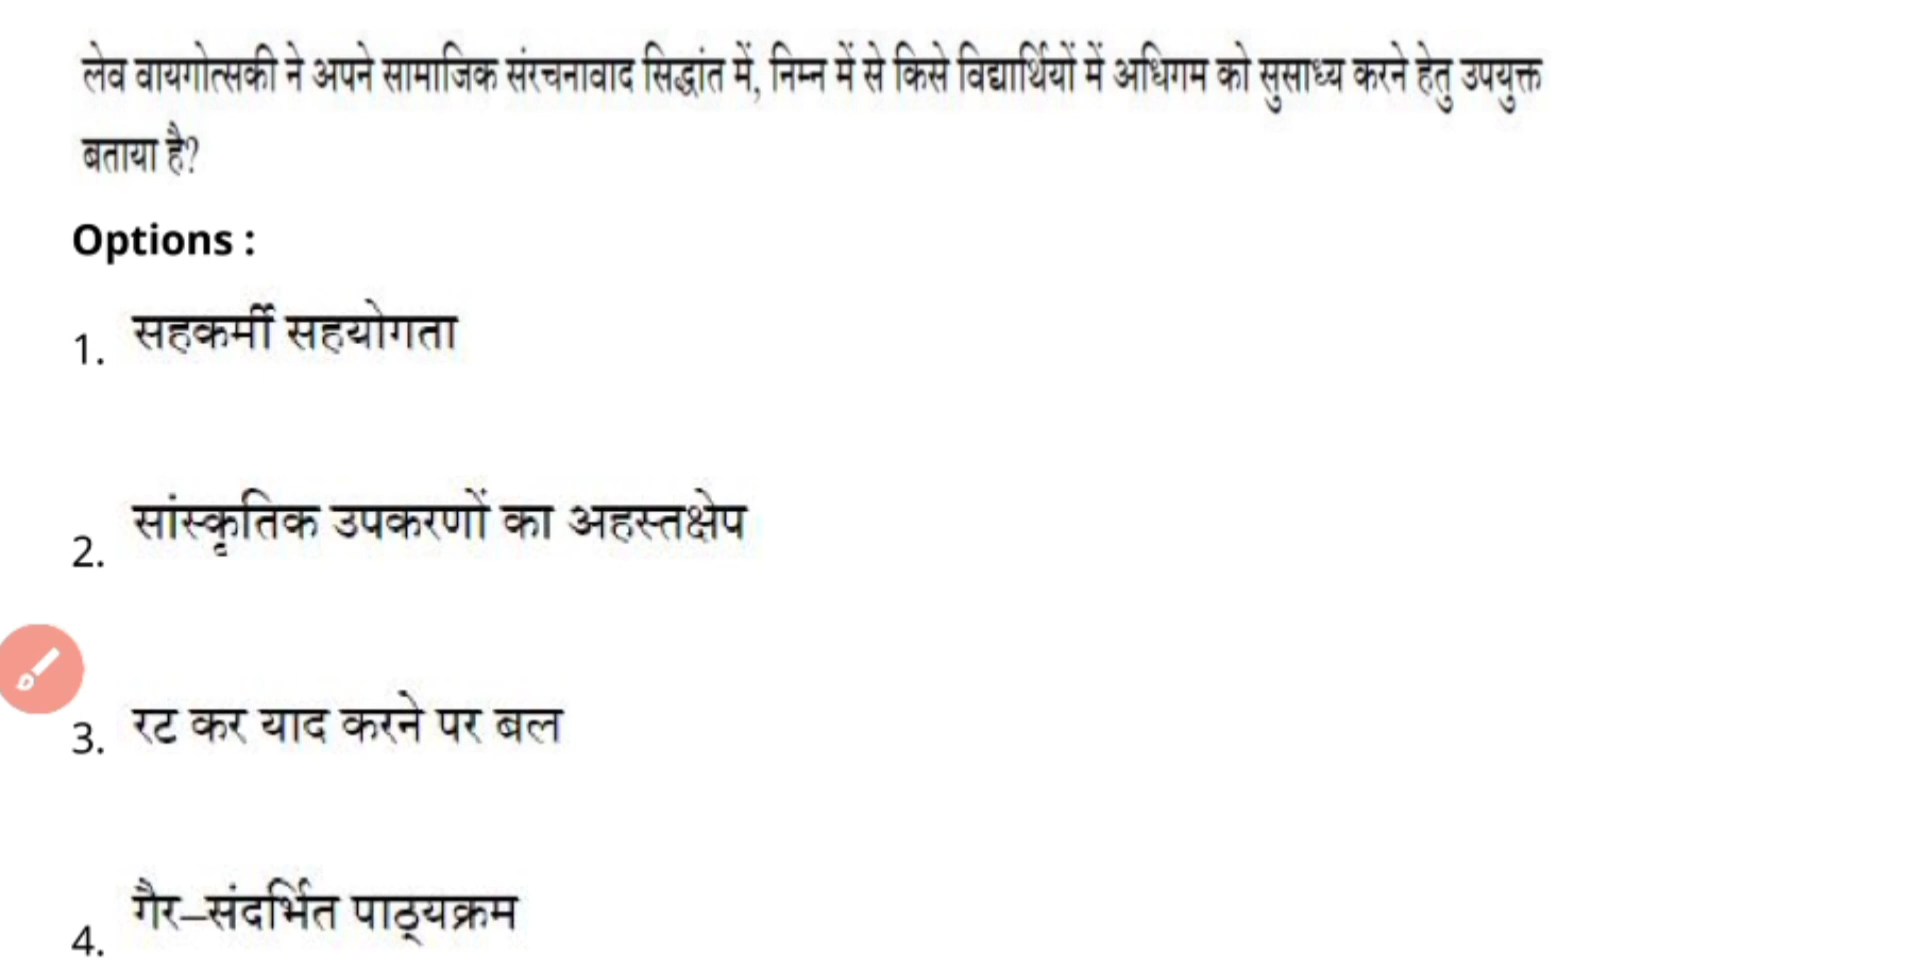 लेव वायगोत्सकी ने अपने सामाजिक संरचनावाद सिद्धांत में, निम्न में से किसे विद्यार्थियों में अधिगम को सुसाध्य करने हेतु उपयुक्त
बताया है?
Options :
1. सहकर्मी सहयोगता
2. सांस्कृतिक उपकरणों का अहस्तक्षेप
3. रट कर याद करने पर बल
4. गैर–संदर्भित पाठ्यक्रम